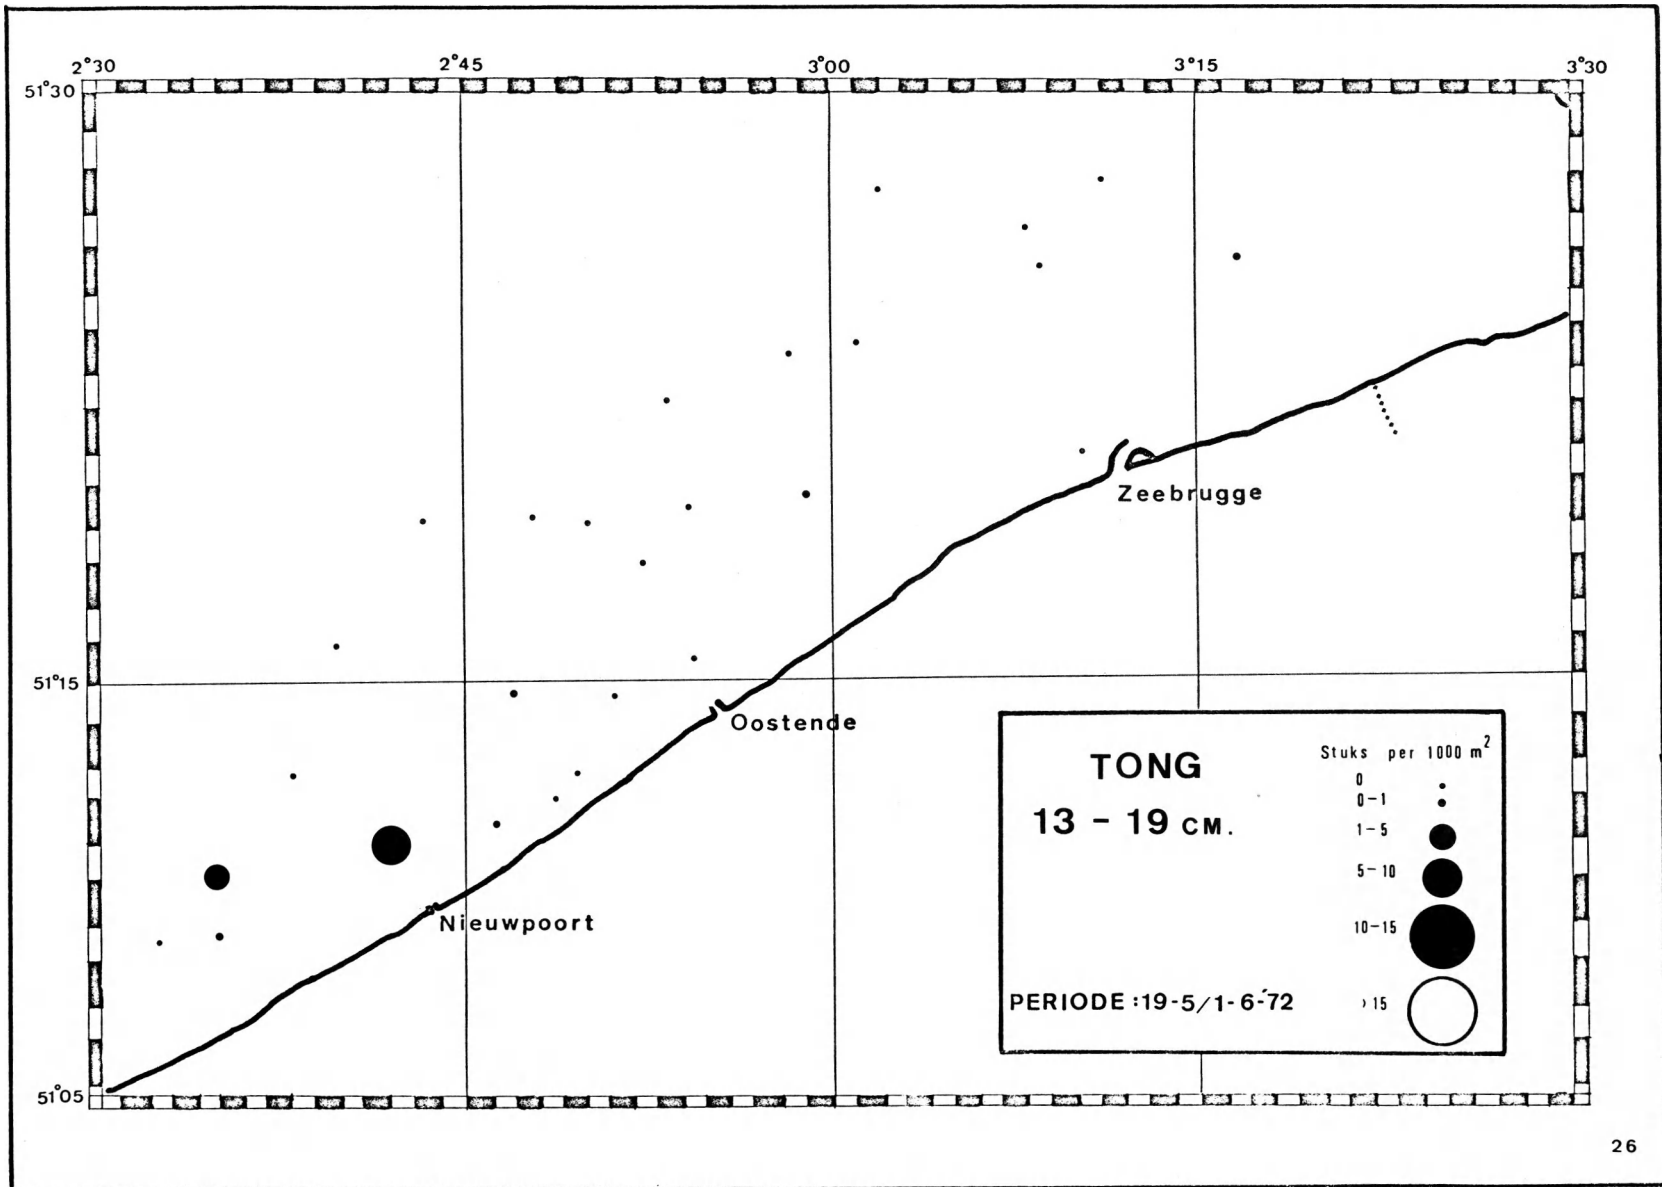 2°30 2°45 3°00 3°15 3°30
51°30
Zeebrugge
51°15
Oostende
Nieuwpoort
51°05
TONG
13 - 19 CM.
PERIODE : 19-5/1-6-72
Stuks per 1000 m²
0
0-1
1-5
5-10
10-15
>15
26